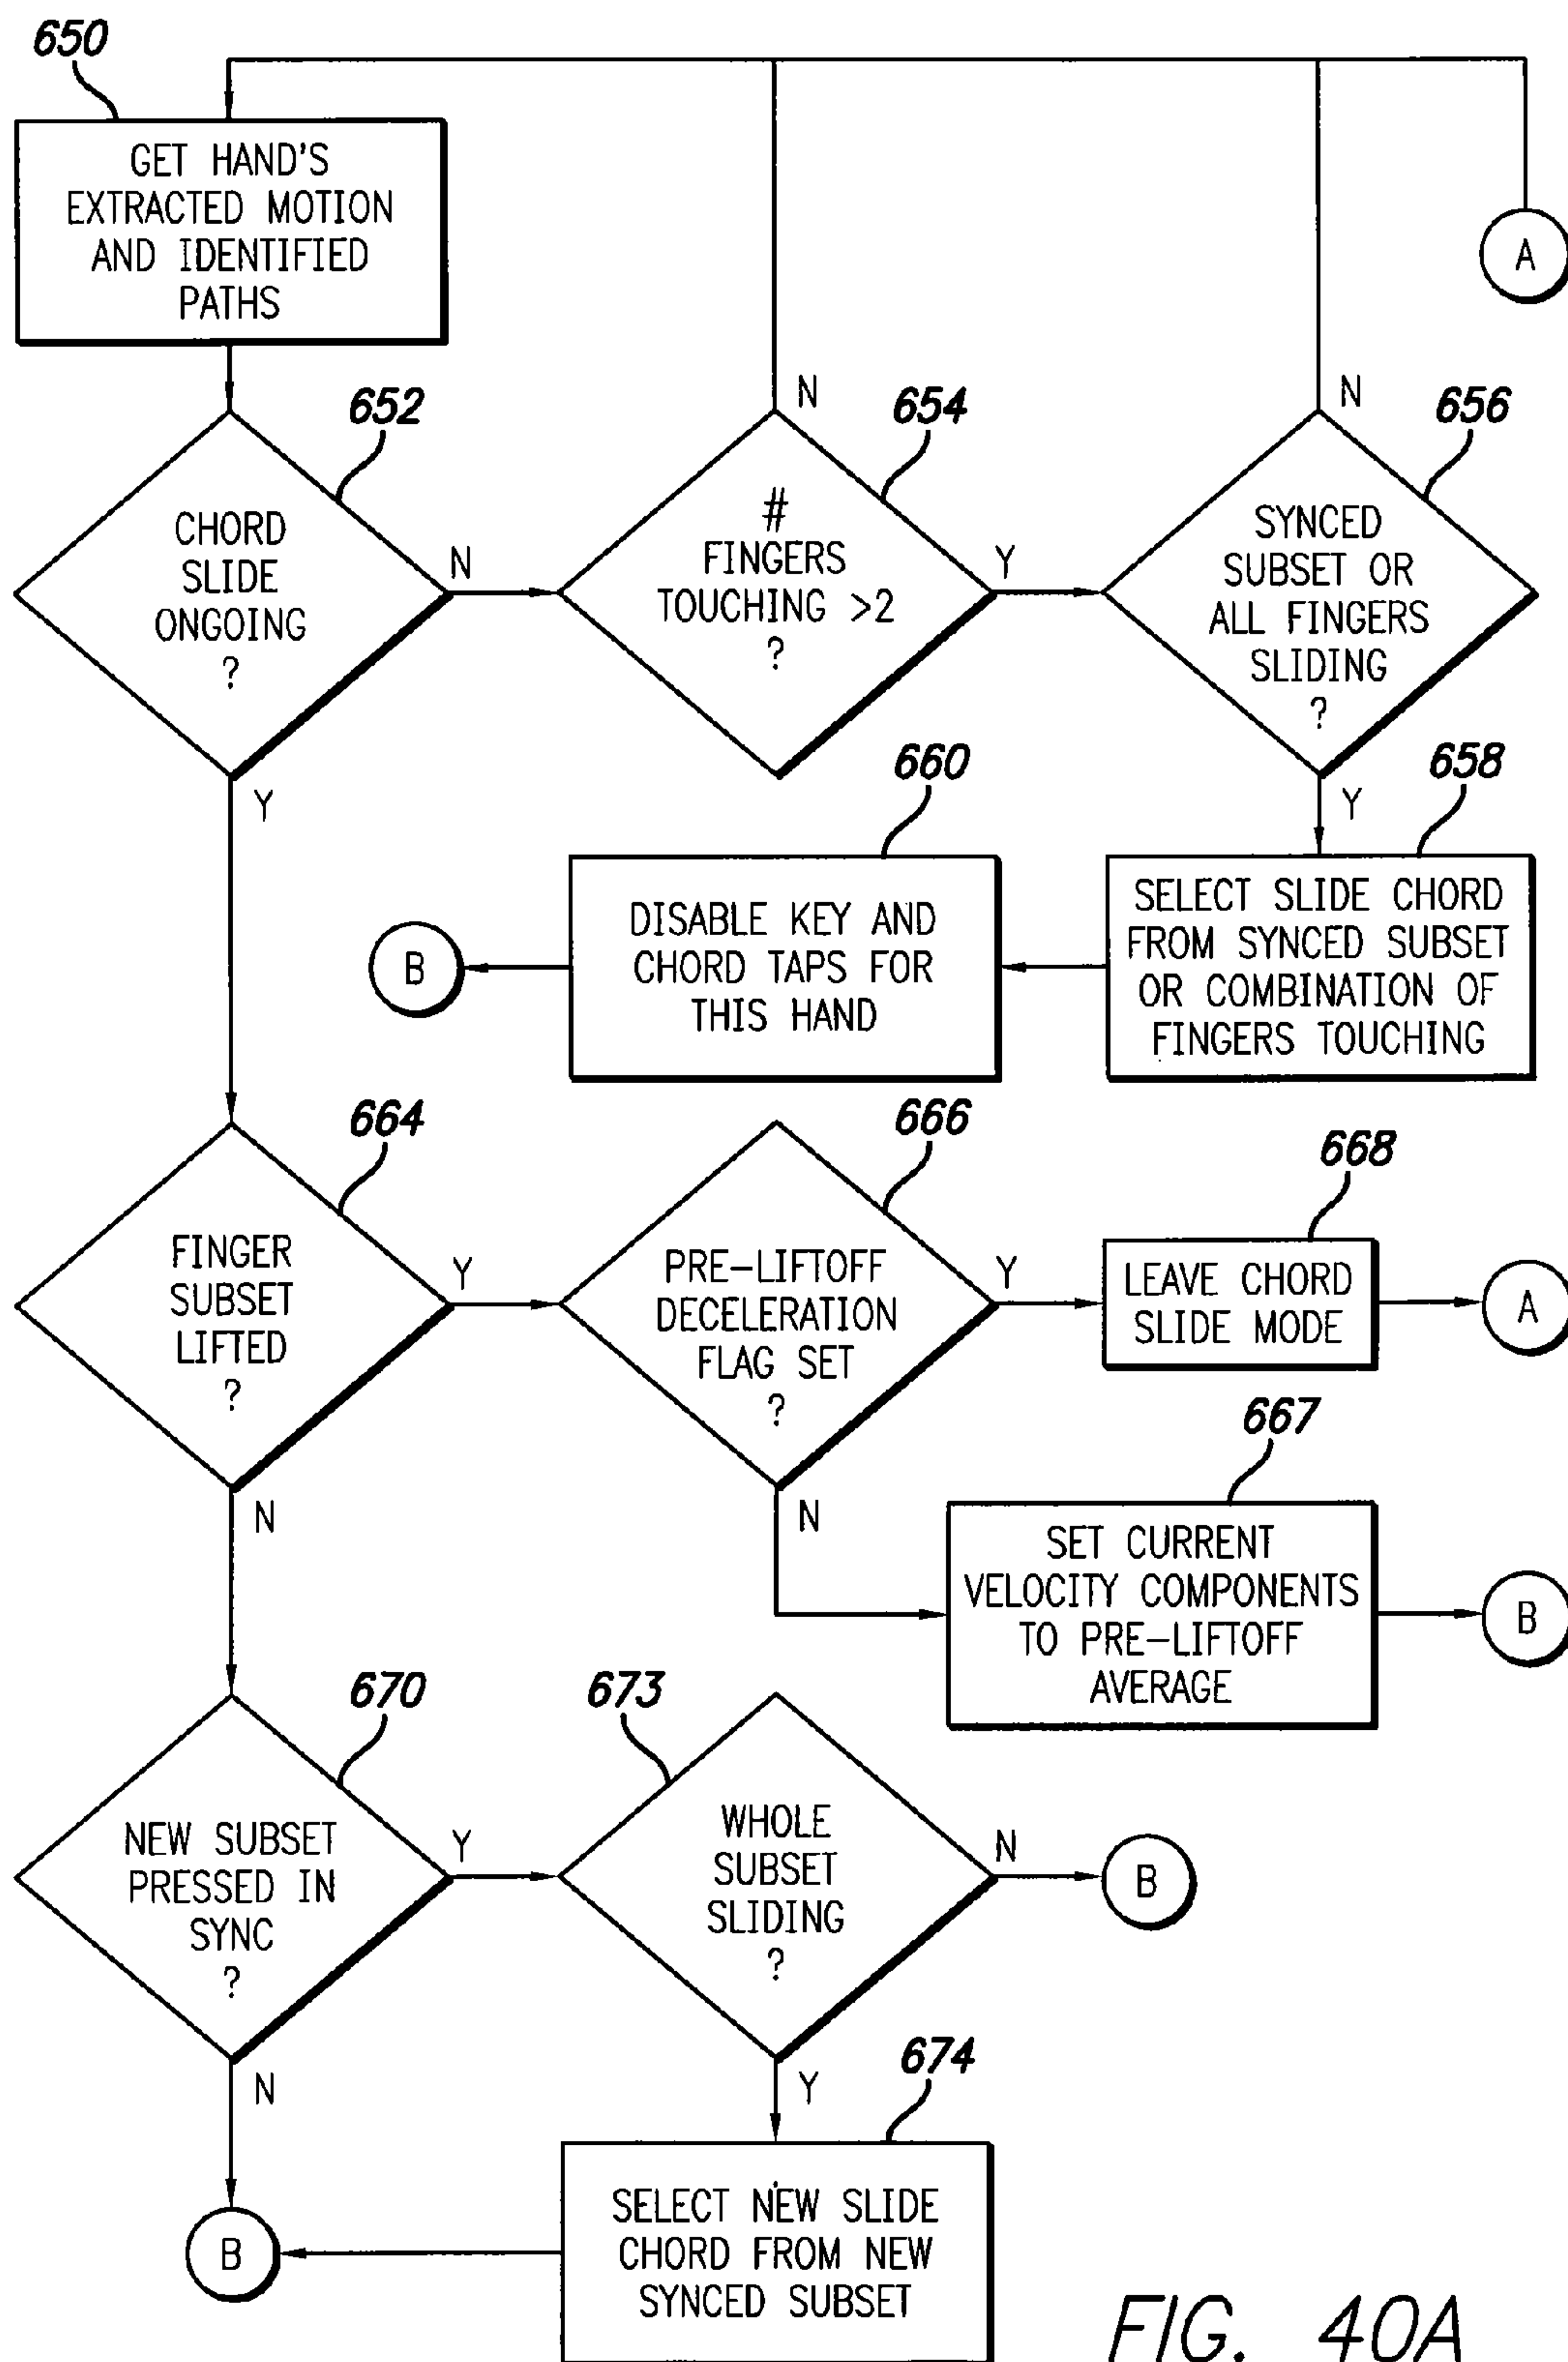 650
GET HAND'S
EXTRACTED MOTION
AND IDENTIFIED
PATHS
A
652
CHORD
SLIDE
ONGOING
?
N
Y
654
#
FINGERS
TOUCHING >2
?
N
Y
656
SYNCED
SUBSET OR
ALL FINGERS
SLIDING
?
N
Y
658
SELECT SLIDE CHORD
FROM SYNCED SUBSET
OR COMBINATION OF
FINGERS TOUCHING
660
DISABLE KEY AND
CHORD TAPS FOR
THIS HAND
B
664
FINGER
SUBSET
LIFTED
?
Y
N
666
PRE-LIFTOFF
DECELERATION
FLAG SET
?
Y
N
668
LEAVE CHORD
SLIDE MODE
A
667
SET CURRENT
VELOCITY COMPONENTS
TO PRE-LIFTOFF
AVERAGE
B
670
NEW SUBSET
PRESSED IN
SYNC
?
Y
N
673
WHOLE
SUBSET
SLIDING
?
N
B
Y
674
SELECT NEW SLIDE
CHORD FROM NEW
SYNCED SUBSET
B
FIG. 40A